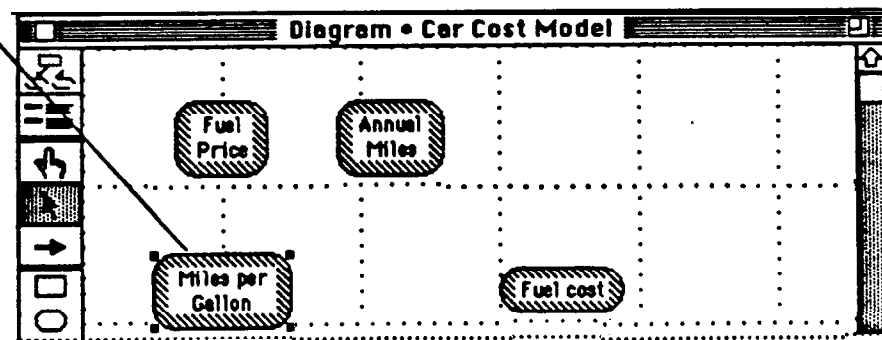 Diagram • Car Cost Model
Fuel
Price
Annual
Miles
Miles per
Gallon
Fuel cost